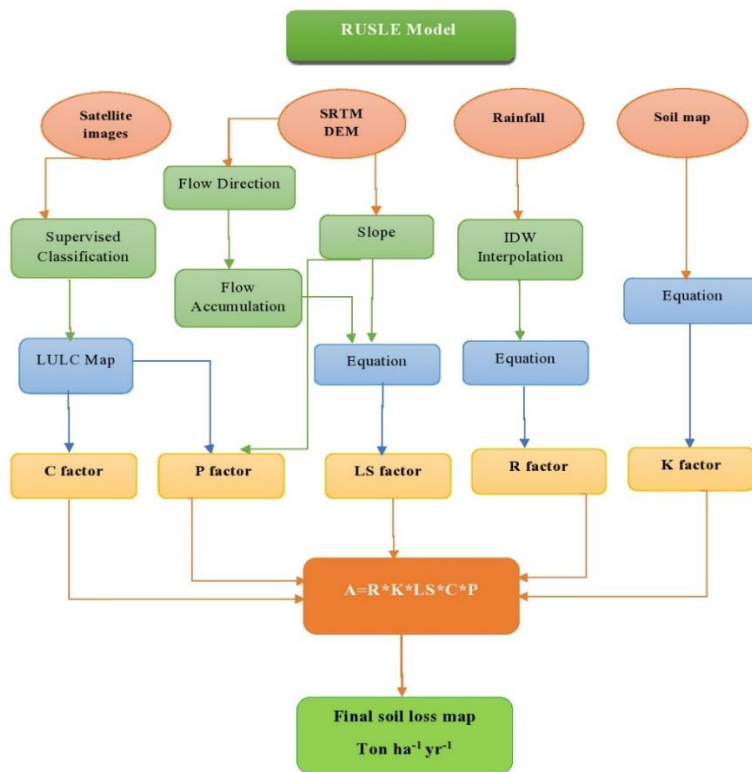 RUSLE Model
Satellite
images
SRTM
DEM
Rainfall
Soil map
Flow Direction
Supervised
Classification
Slope
IDW
Interpolation
Flow
Accumulation
Equation
LULC Map
Equation
Equation
C factor
P factor
LS factor
R factor
K factor
A=R*K*LS*C*P
Final soil loss map
Ton ha⁻¹ yr⁻¹